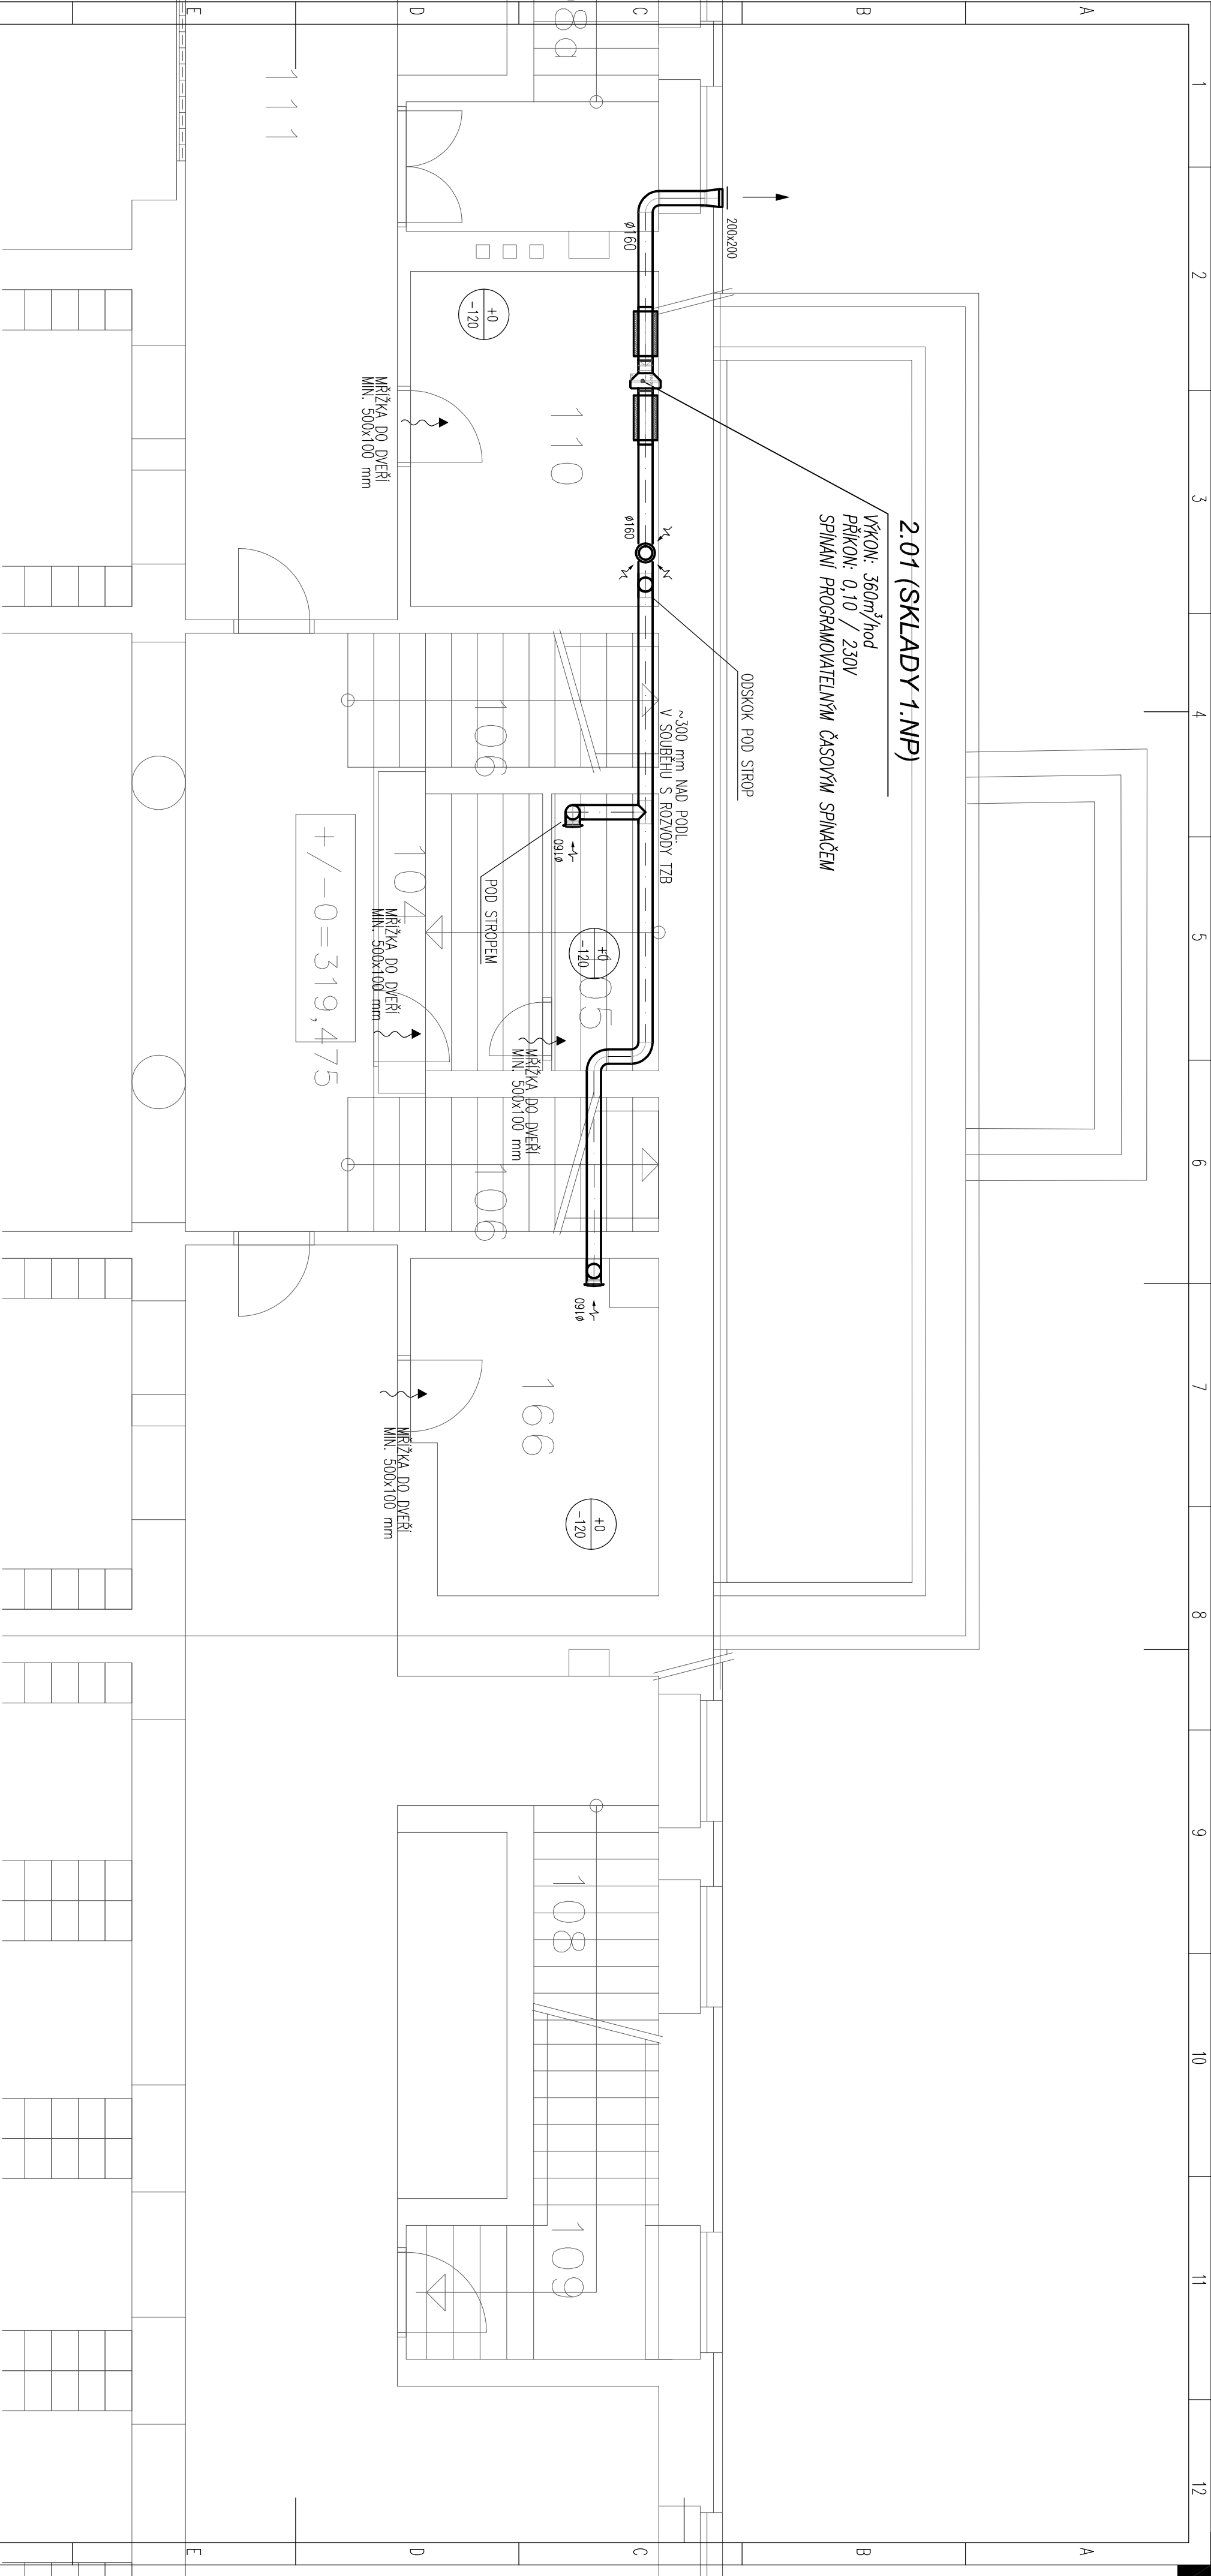 1
2
3
4
5
6
7
8
9
10
11
12
A
B
C
D
E
A
B
C
D
E
200x200
2.01 (SKLADY 1.NP)
VÝKON: 360m³/hod
PŘÍKON: 0,10 / 230V
SPÍNÁNÍ PROGRAMOVATELNÝM ČASOVÝM SPÍNAČEM
ODSKOK POD STROP
~300 mm NAD PODL.
V SOUBĚHU S ROZVODY TZB
ø160
ø160
ø160
ø160
POD STROPEM
111
110
+0
-120
MŘÍŽKA DO DVEŘÍ
MIN. 500x100 mm
106
104
+0
-120
MŘÍŽKA DO DVEŘÍ
MIN. 500x100 mm
MŘÍŽKA DO DVEŘÍ
MIN. 500x100 mm
+/-0=319,475
106
166
+0
-120
MŘÍŽKA DO DVEŘÍ
MIN. 500x100 mm
108
109